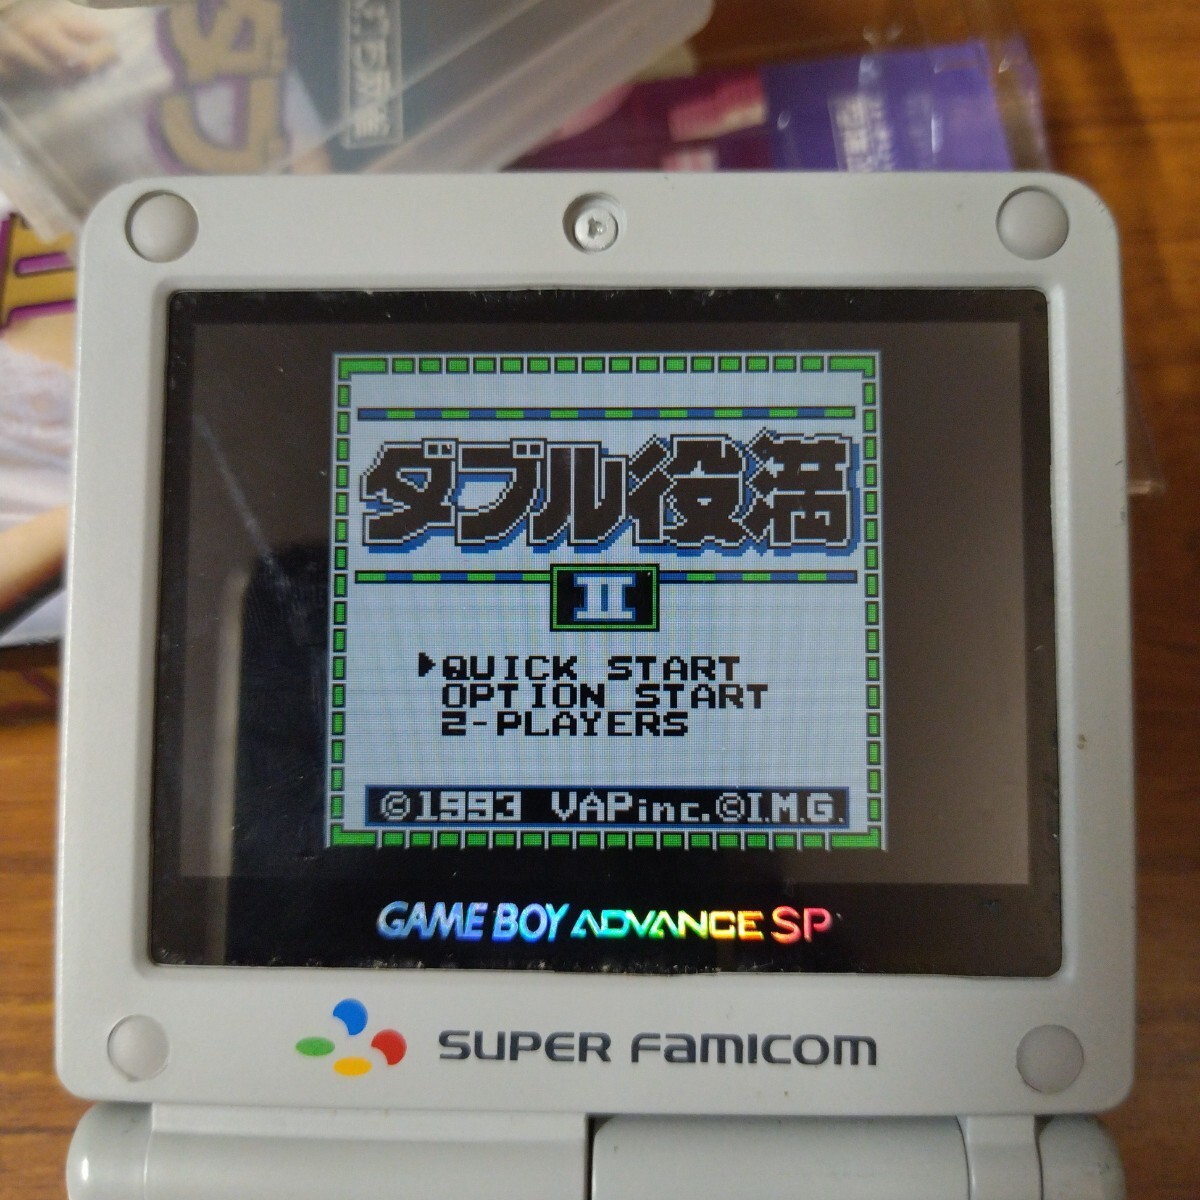 ダブル役満
II
QUICK START
OPTION START
2-PLAYERS
©1993 VAPinc.©I.M.G.
GAME BOY ADVANCE SP
SUPER FAMICOM